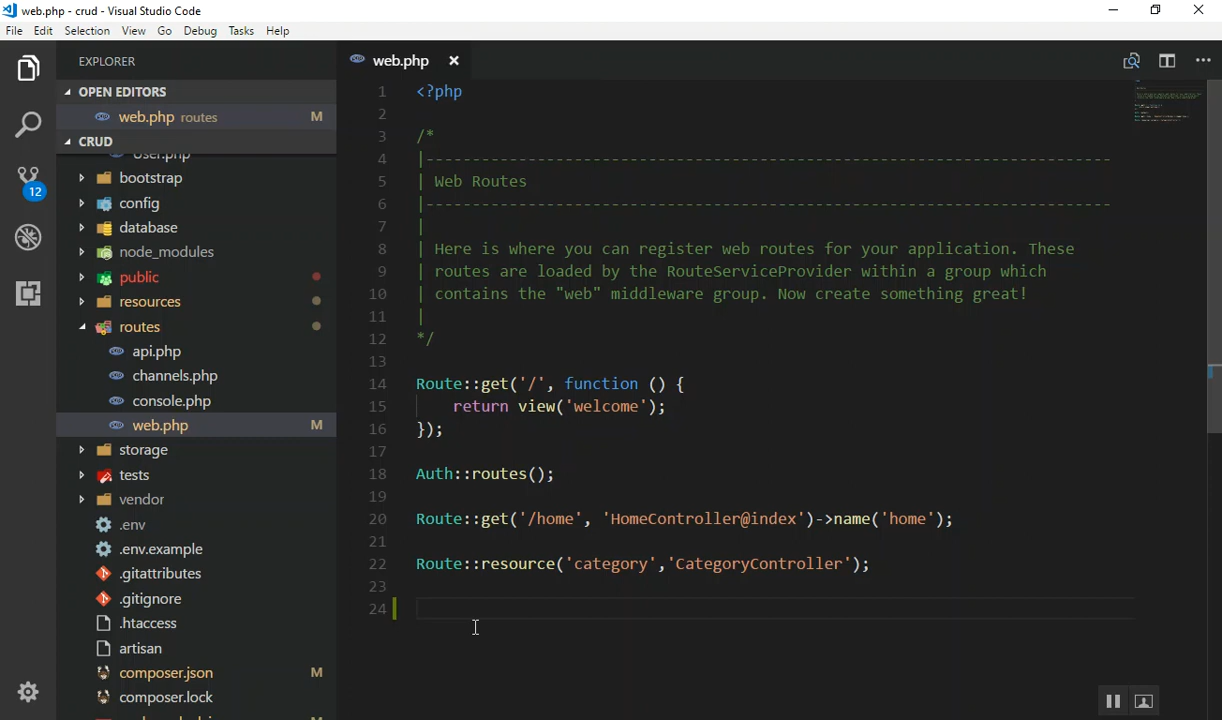 web.php - crud - Visual Studio Code
File Edit Selection View Go Debug Tasks Help
EXPLORER
OPEN EDITORS
web.php routes M
CRUD
User.php
bootstrap
config
database
node_modules
public
resources
routes
api.php
channels.php
console.php
web.php M
storage
tests
vendor
.env
.env.example
.gitattributes
.gitignore
.htaccess
artisan
composer.json M
composer.lock
12
web.php
1 <?php
2
3 /*
4 |--------------------------------------------------------------------------
5 | Web Routes
6 |--------------------------------------------------------------------------
7 |
8 | Here is where you can register web routes for your application. These
9 | routes are loaded by the RouteServiceProvider within a group which
10 | contains the "web" middleware group. Now create something great!
11 |
12 */
13
14 Route::get('/', function () {
15 return view('welcome');
16 });
17
18 Auth::routes();
19
20 Route::get('/home', 'HomeController@index')->name('home');
21
22 Route::resource('category','CategoryController');
23
24